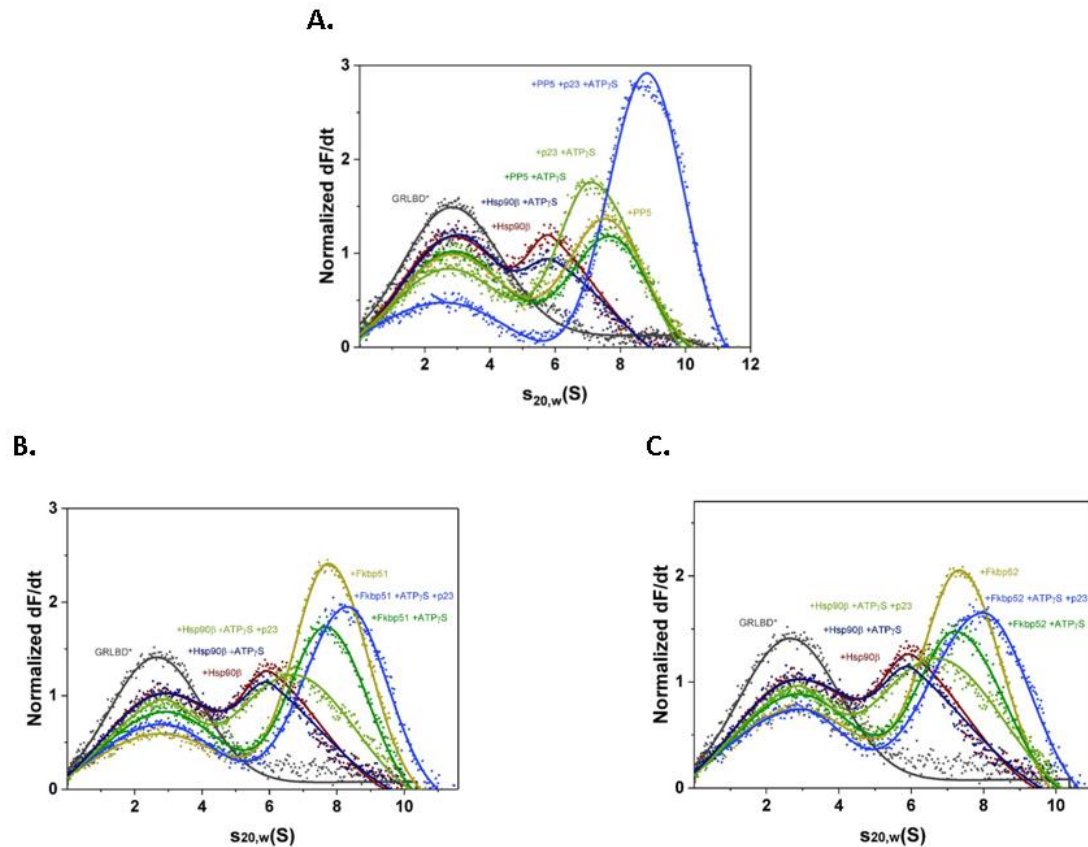 A.
3
2
1
0
Normalized dF/dt
+PP5 +p23 +ATPγS
+p23 +ATPγS
+PP5 +ATPγS
GRLBD*
+Hsp90β +ATPγS
+PP5
+Hsp90β
2 4 6 8 10 12
s20,w(S)
B.
3
2
1
0
Normalized dF/dt
+Fkbp51
+Fkbp51 +ATPγS +p23
+Hsp90β +ATPγS +p23
+Fkbp51 +ATPγS
GRLBD*
+Hsp90β +ATPγS
+Hsp90β
2 4 6 8 10
s20,w(S)
C.
2
1
0
Normalized dF/dt
+Fkbp52
+Hsp90β +ATPγS +p23
+Fkbp52 +ATPγS +p23
GRLBD*
+Hsp90β +ATPγS
+Fkbp52 +ATPγS
+Hsp90β
2 4 6 8 10
s20,w(S)